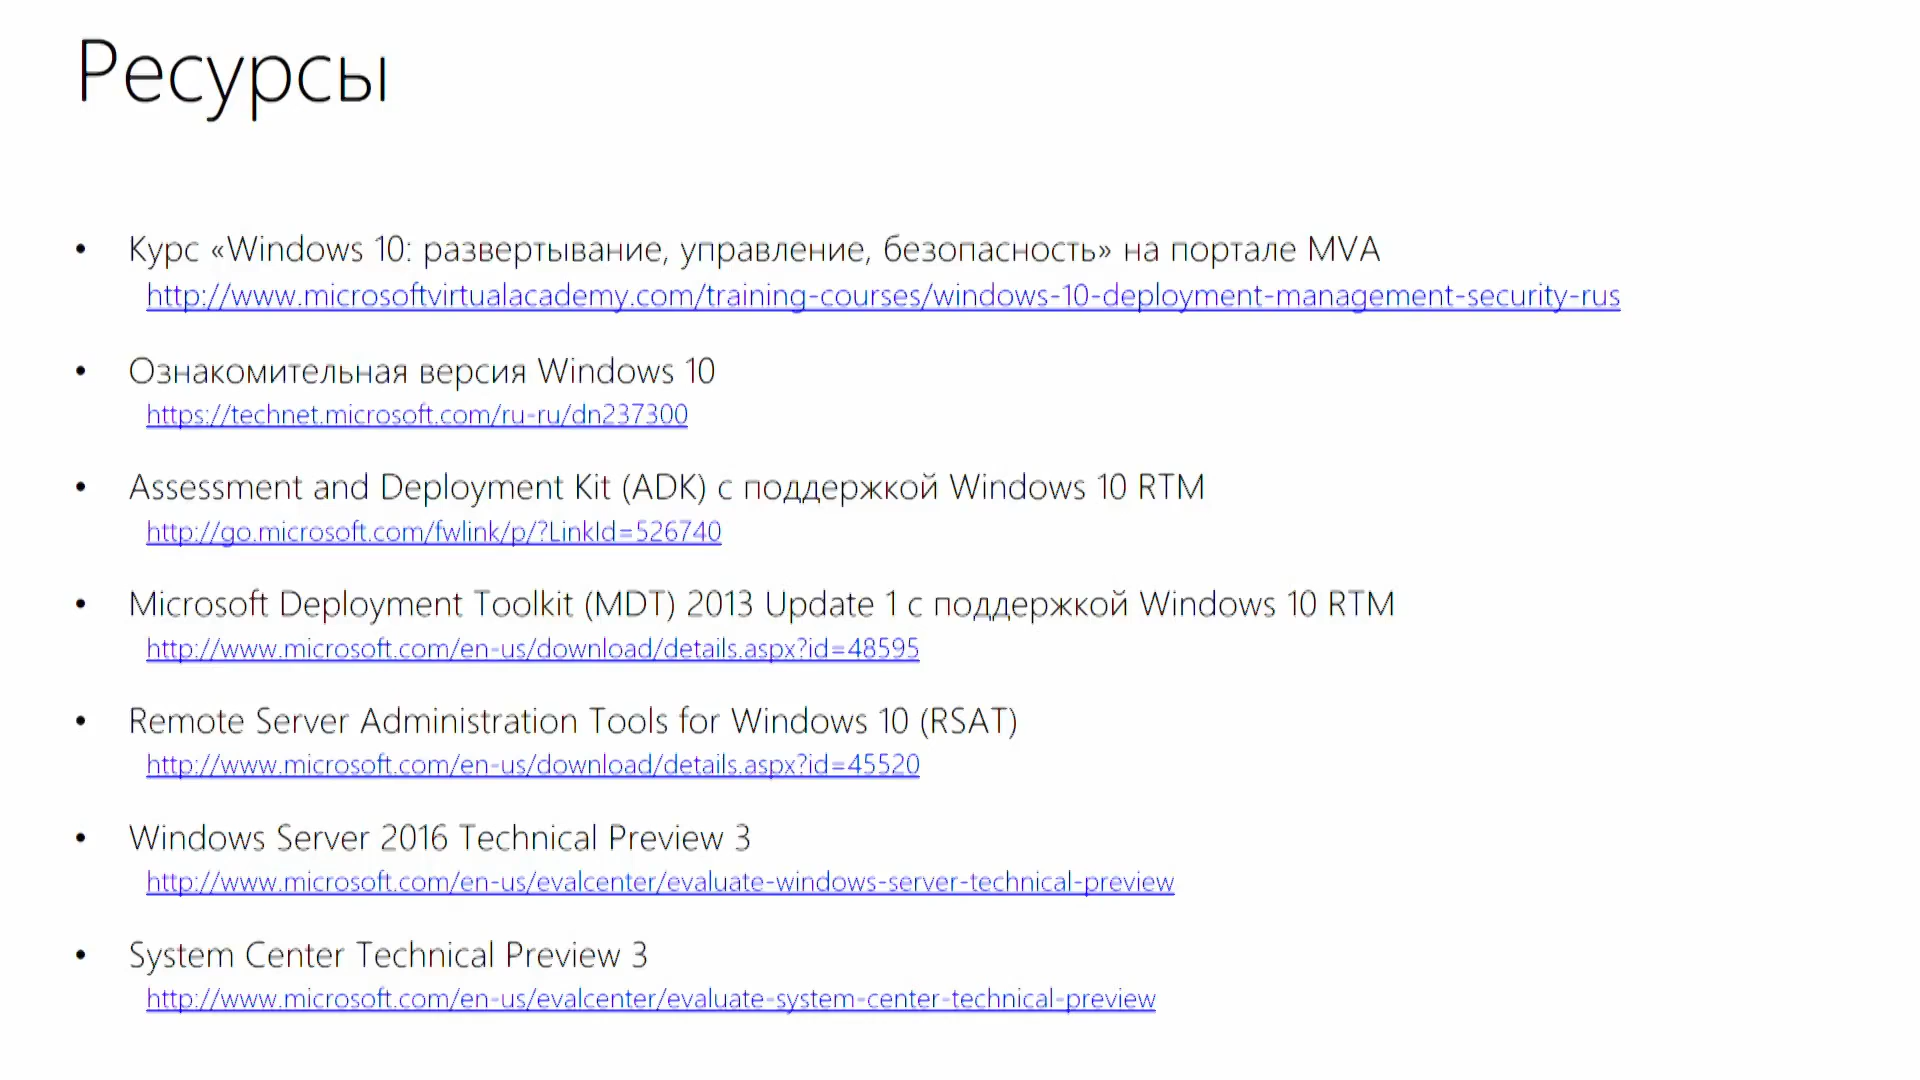 Ресурсы
• Курс «Windows 10: развертывание, управление, безопасность» на портале MVA
http://www.microsoftvirtualacademy.com/training-courses/windows-10-deployment-management-security-rus
• Ознакомительная версия Windows 10
https://technet.microsoft.com/ru-ru/dn237300
• Assessment and Deployment Kit (ADK) с поддержкой Windows 10 RTM
http://go.microsoft.com/fwlink/p/?LinkId=526740
• Microsoft Deployment Toolkit (MDT) 2013 Update 1 с поддержкой Windows 10 RTM
http://www.microsoft.com/en-us/download/details.aspx?id=48595
• Remote Server Administration Tools for Windows 10 (RSAT)
http://www.microsoft.com/en-us/download/details.aspx?id=45520
• Windows Server 2016 Technical Preview 3
http://www.microsoft.com/en-us/evalcenter/evaluate-windows-server-technical-preview
• System Center Technical Preview 3
http://www.microsoft.com/en-us/evalcenter/evaluate-system-center-technical-preview